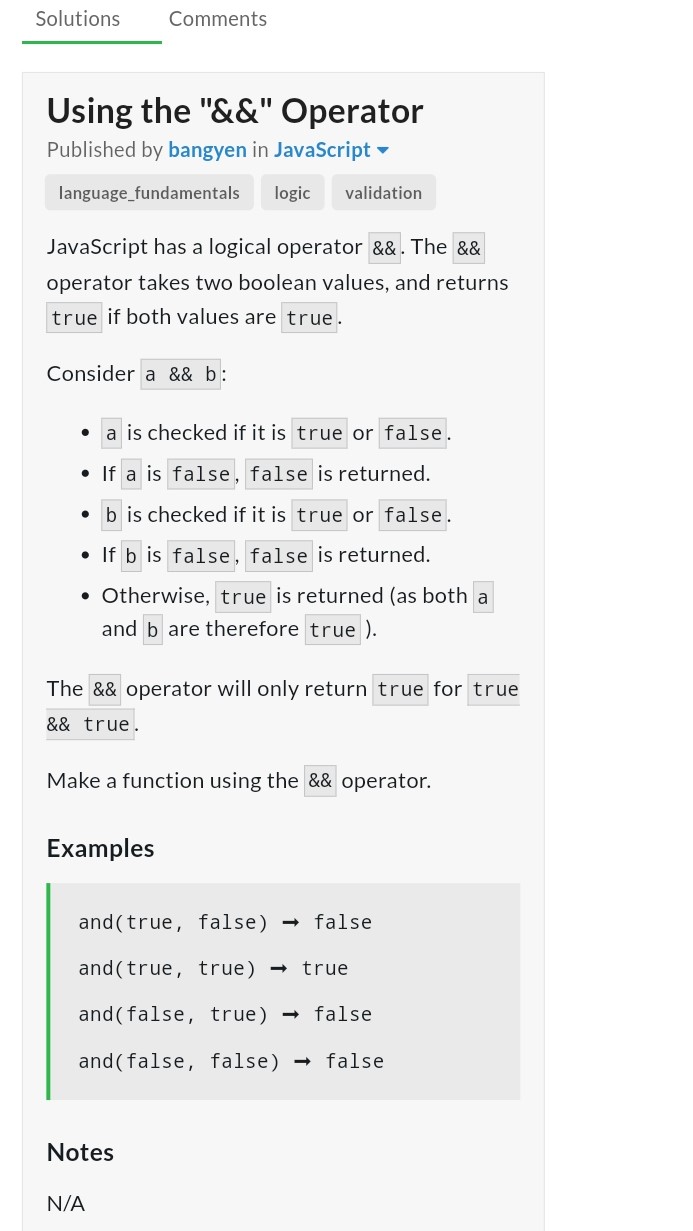 Solutions Comments
Using the "&&" Operator
Published by bangyen in JavaScript
language_fundamentals logic validation
JavaScript has a logical operator &&. The &&
operator takes two boolean values, and returns
true if both values are true.
Consider a && b:
• a is checked if it is true or false.
• If a is false, false is returned.
• b is checked if it is true or false.
• If b is false, false is returned.
• Otherwise, true is returned (as both a
and b are therefore true ).
The && operator will only return true for true
&& true.
Make a function using the && operator.
Examples
and(true, false) ➞ false
and(true, true) ➞ true
and(false, true) ➞ false
and(false, false) ➞ false
Notes
N/A